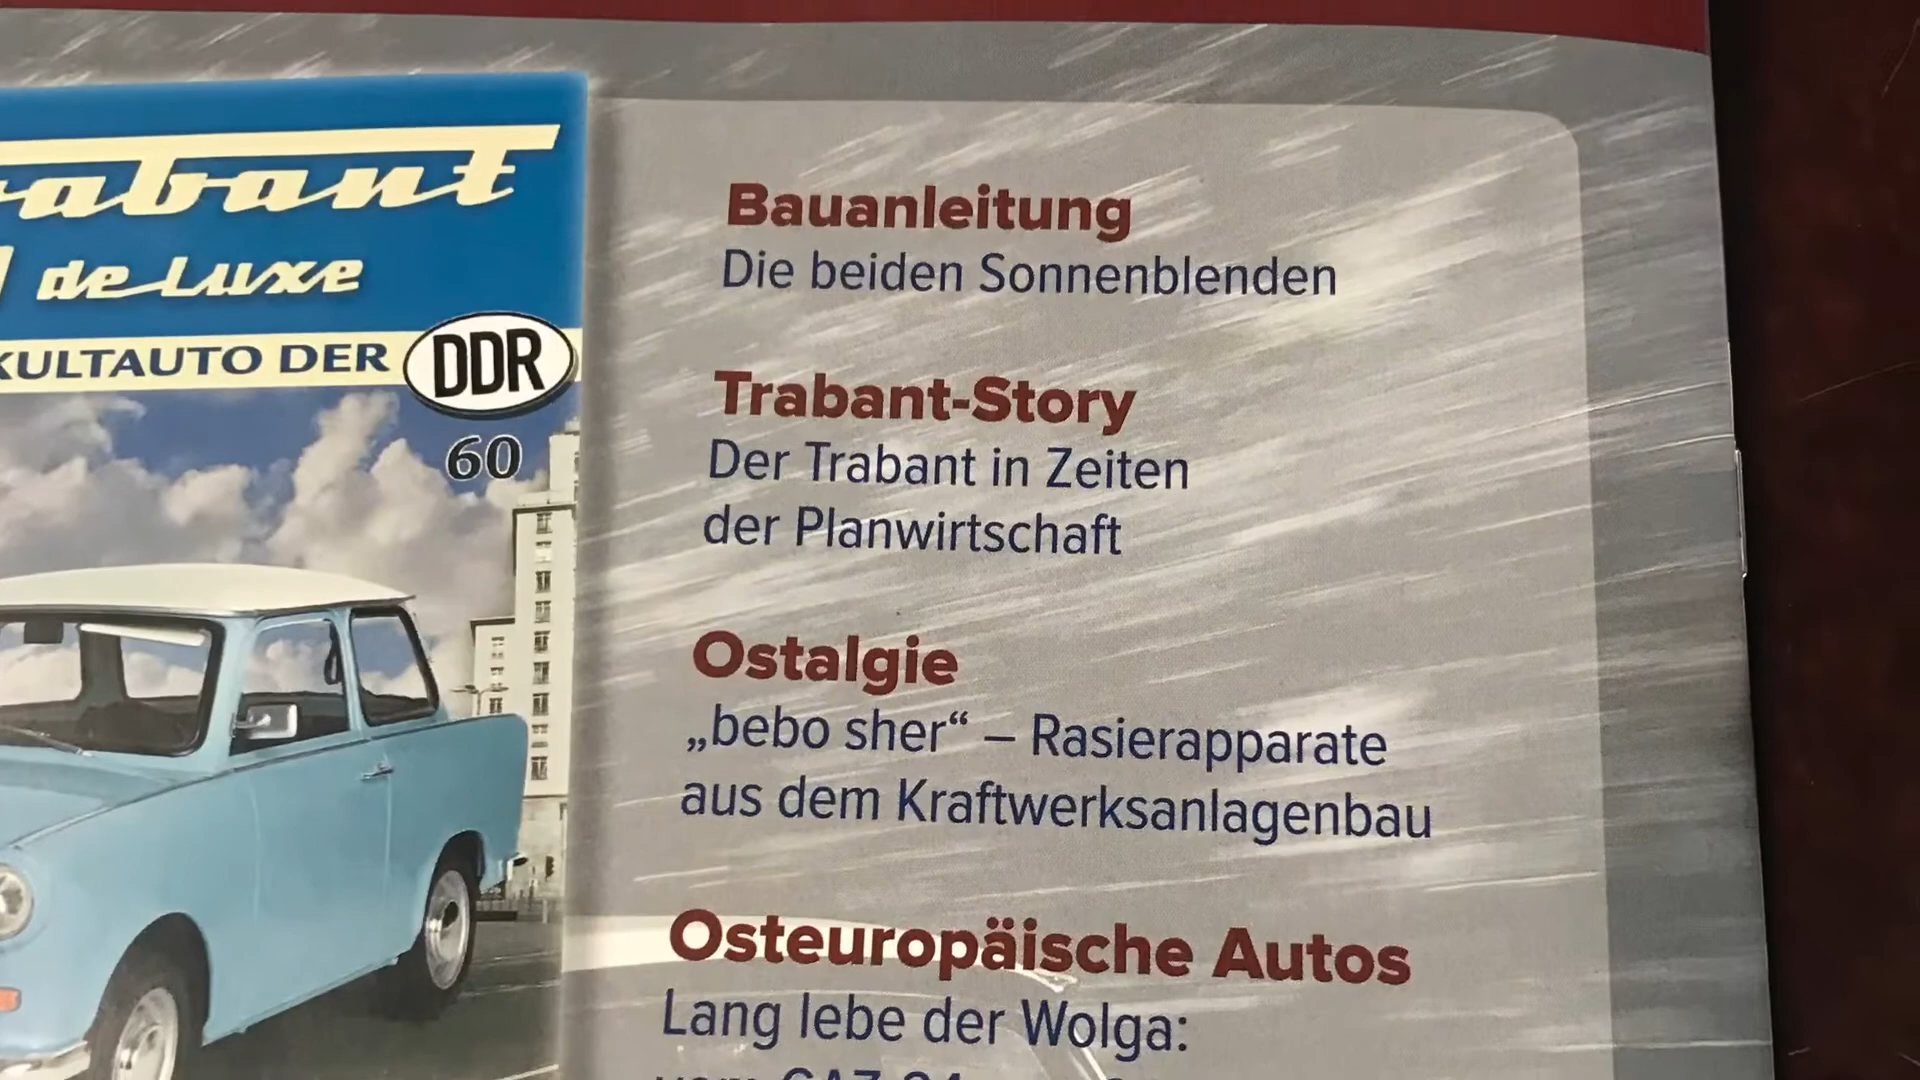 de Luxe
KULTAUTO DER DDR
60
Bauanleitung
Die beiden Sonnenblenden
Trabant-Story
Der Trabant in Zeiten
der Planwirtschaft
Ostalgie
„bebo sher“ – Rasierapparate
aus dem Kraftwerksanlagenbau
Osteuropäische Autos
Lang lebe der Wolga: